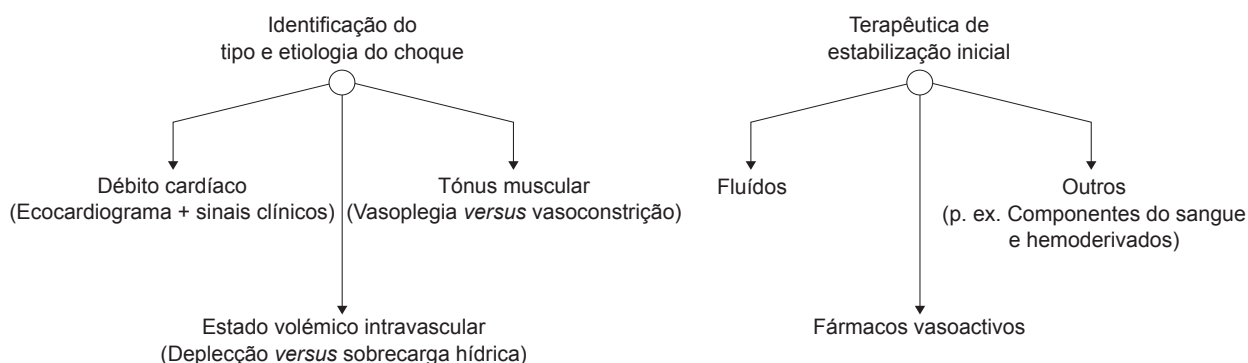 Identificação do
tipo e etiologia do choque
Débito cardíaco
(Ecocardiograma + sinais clínicos)
Tónus muscular
(Vasoplegia versus vasoconstrição)
Estado volémico intravascular
(Deplecção versus sobrecarga hídrica)
Terapêutica de
estabilização inicial
Fluídos
Outros
(p. ex. Componentes do sangue
e hemoderivados)
Fármacos vasoactivos